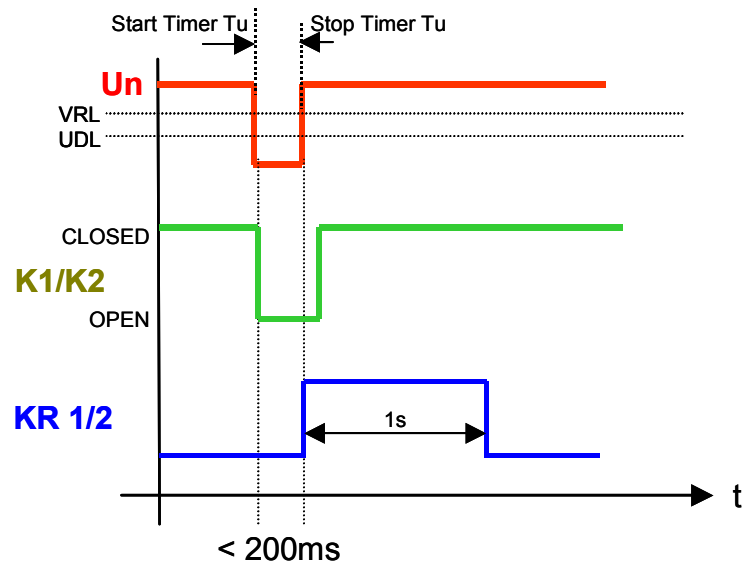 Start Timer Tu Stop Timer Tu
Un
VRL
UDL
CLOSED
K1/K2
OPEN
KR 1/2
1s
t
< 200ms